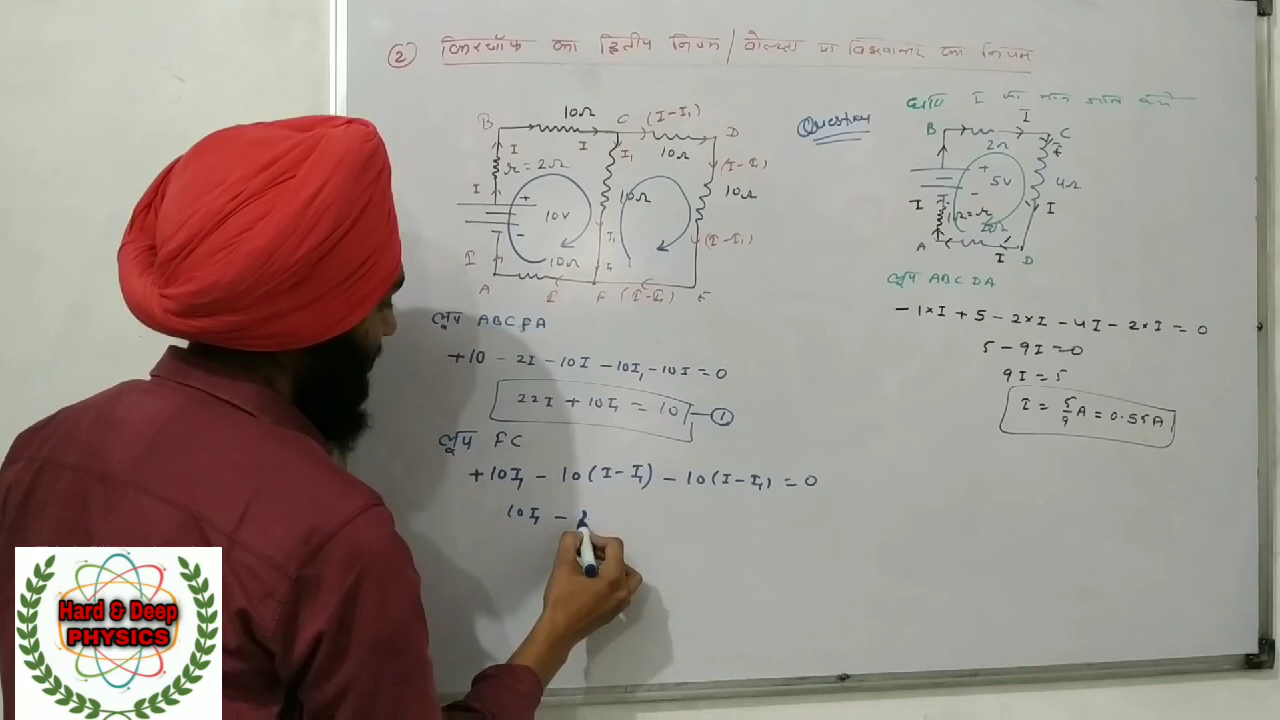 ② किरचॉफ का द्वितीय नियम / वोल्टता या विभवान्तर का नियम
B 10Ω C (I-I₁) D
I I I₁ 10Ω
r = 2Ω (I-I₁)
I + 10Ω 10Ω
10V
- I₁ (I-I₁)
I 10Ω I₁
A I F (I-I₁) E
लूप ABCFA
+10 - 2I - 10I - 10I₁ - 10I = 0
22I + 10I₁ = 10 ①
लूप FC
+10I₁ - 10(I-I₁) - 10(I-I₁) = 0
10I₁ -
Question
धारा I का मान ज्ञात करो
I
B 2Ω C
+ I
5V 4Ω
-
I 1Ω=r I
2Ω
A I D
लूप ABCDA
-1×I + 5 - 2×I - 4I - 2×I = 0
5 - 9I = 0
9I = 5
I = 5/9 A = 0.55A
Hard & Deep
PHYSICS